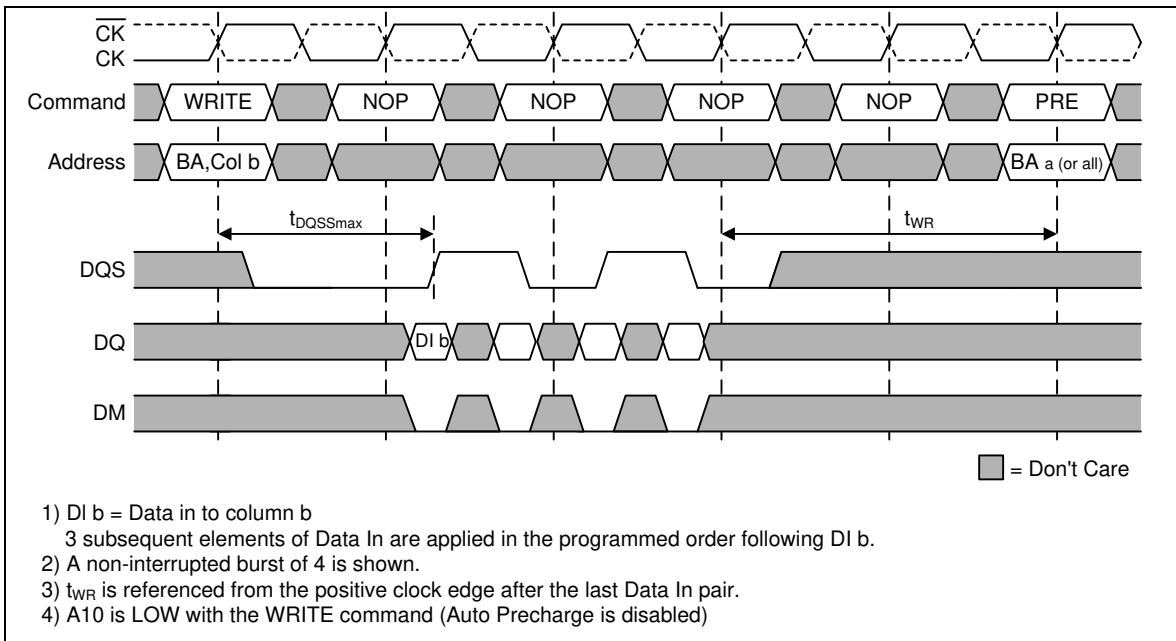 CK
CK
Command WRITE NOP NOP NOP NOP PRE
Address BA,Col b BA a (or all)
tDQSSmax tWR
DQS
DQ DI b
DM
= Don't Care
1) DI b = Data in to column b
3 subsequent elements of Data In are applied in the programmed order following DI b.
2) A non-interrupted burst of 4 is shown.
3) tWR is referenced from the positive clock edge after the last Data In pair.
4) A10 is LOW with the WRITE command (Auto Precharge is disabled)